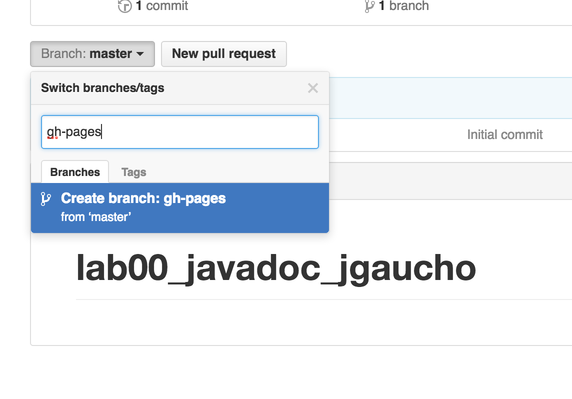 1 commit
1 branch
Branch: master
New pull request
Switch branches/tags
gh-pages
Initial commit
Branches
Tags
Create branch: gh-pages
from ‘master’
lab00_javadoc_jgaucho